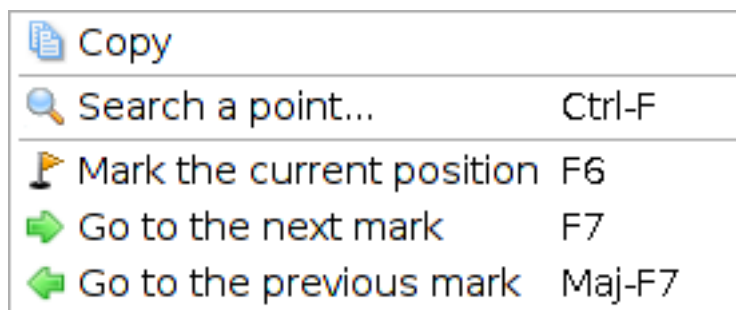 Copy
Search a point... Ctrl-F
Mark the current position F6
Go to the next mark F7
Go to the previous mark Maj-F7